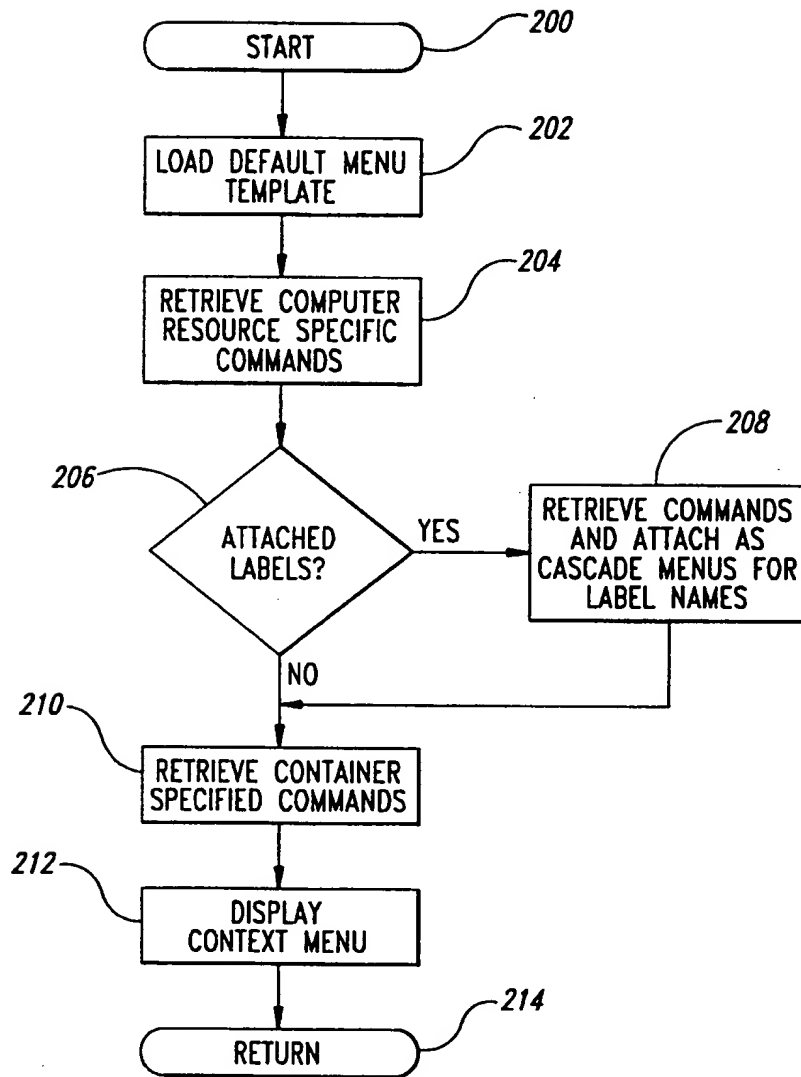 START
200
202
LOAD DEFAULT MENU
TEMPLATE
204
RETRIEVE COMPUTER
RESOURCE SPECIFIC
COMMANDS
206
ATTACHED
LABELS?
YES
208
RETRIEVE COMMANDS
AND ATTACH AS
CASCADE MENUS FOR
LABEL NAMES
NO
210
RETRIEVE CONTAINER
SPECIFIED COMMANDS
212
DISPLAY
CONTEXT MENU
RETURN
214